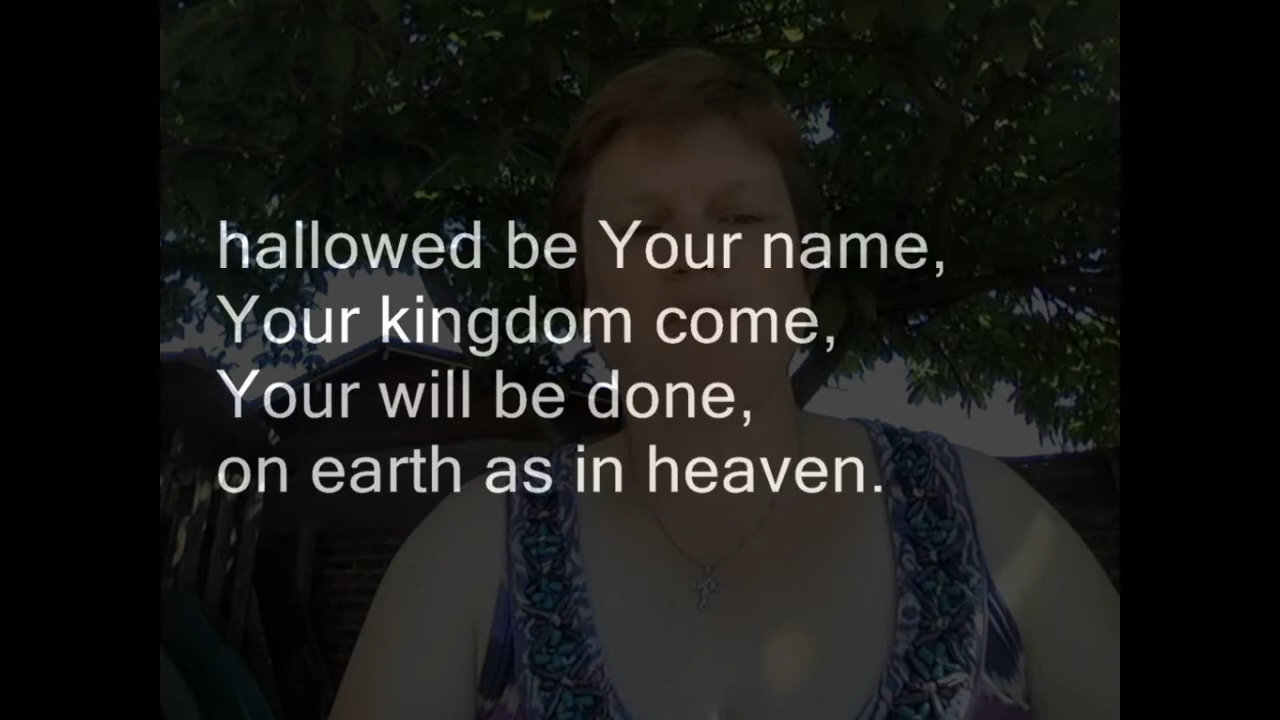 hallowed be Your name,
Your kingdom come,
Your will be done,
on earth as in heaven.